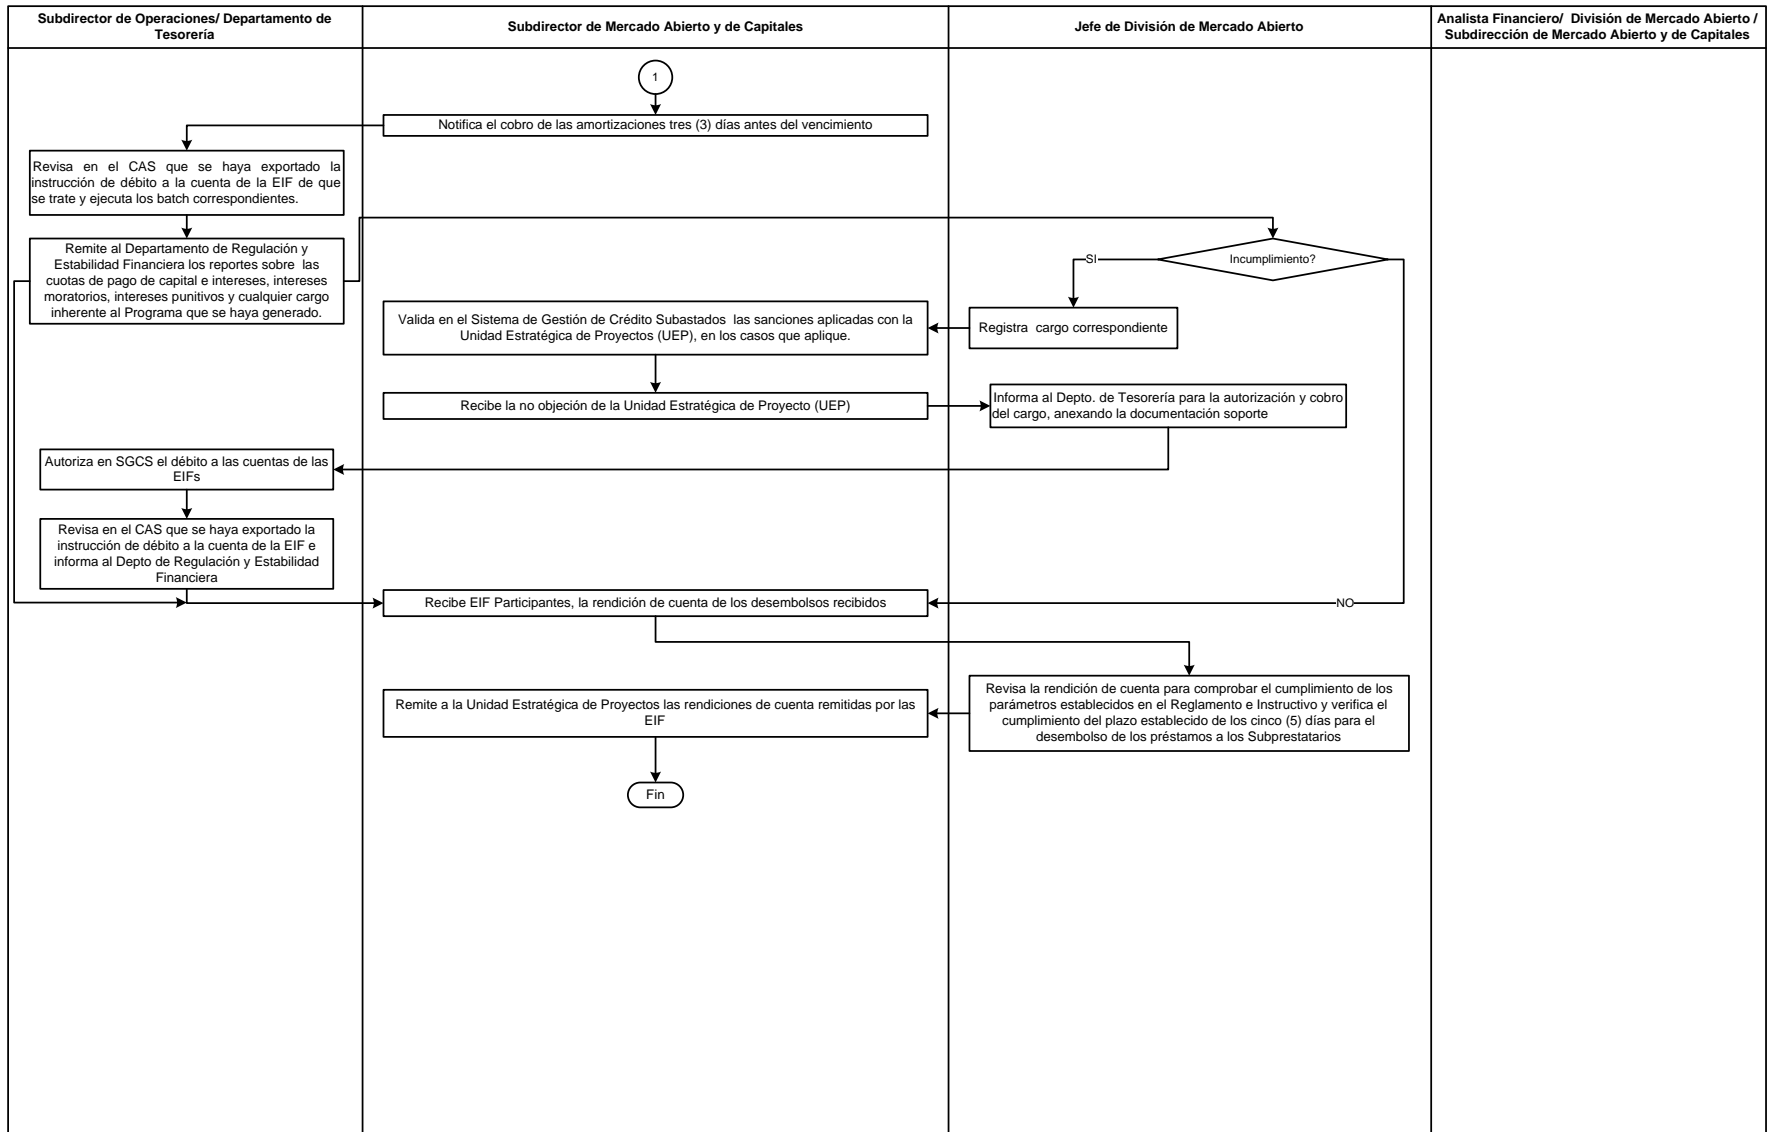 Subdirector de Operaciones/ Departamento de
Tesorería
Subdirector de Mercado Abierto y de Capitales
Jefe de División de Mercado Abierto
Analista Financiero/ División de Mercado Abierto /
Subdirección de Mercado Abierto y de Capitales
1
Notifica el cobro de las amortizaciones tres (3) días antes del vencimiento
Revisa en el CAS que se haya exportado la
instrucción de débito a la cuenta de la EIF de que
se trate y ejecuta los batch correspondientes.
Remite al Departamento de Regulación y
Estabilidad Financiera los reportes sobre las
cuotas de pago de capital e intereses, intereses
moratorios, intereses punitivos y cualquier cargo
inherente al Programa que se haya generado.
Incumplimiento?
SI
Registra cargo correspondiente
Valida en el Sistema de Gestión de Crédito Subastados las sanciones aplicadas con la
Unidad Estratégica de Proyectos (UEP), en los casos que aplique.
Recibe la no objeción de la Unidad Estratégica de Proyecto (UEP)
Informa al Depto. de Tesorería para la autorización y cobro
del cargo, anexando la documentación soporte
Autoriza en SGCS el débito a las cuentas de las
EIFs
Revisa en el CAS que se haya exportado la
instrucción de débito a la cuenta de la EIF e
informa al Depto de Regulación y Estabilidad
Financiera
Recibe EIF Participantes, la rendición de cuenta de los desembolsos recibidos
NO
Revisa la rendición de cuenta para comprobar el cumplimiento de los
parámetros establecidos en el Reglamento e Instructivo y verifica el
cumplimiento del plazo establecido de los cinco (5) días para el
desembolso de los préstamos a los Subprestatarios
Remite a la Unidad Estratégica de Proyectos las rendiciones de cuenta remitidas por las
EIF
Fin